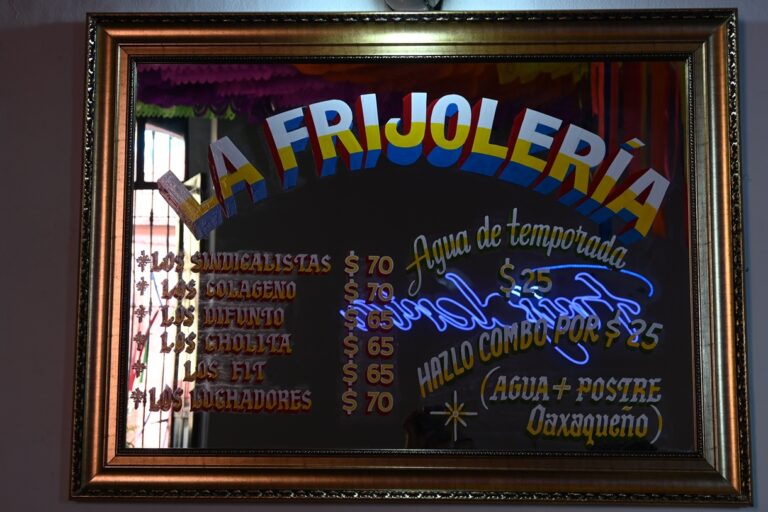 LA FRIJOLERÍA
LOS SINDICALISTAS $70
LOS COLAGENO $70
LOS DIFUNTO $65
LOS CHOLITA $65
LOS FIT $65
LOS LUCHADORES $70
Agua de temporada
$25
HAZLO COMBO POR $25
(AGUA + POSTRE
Oaxaqueño)